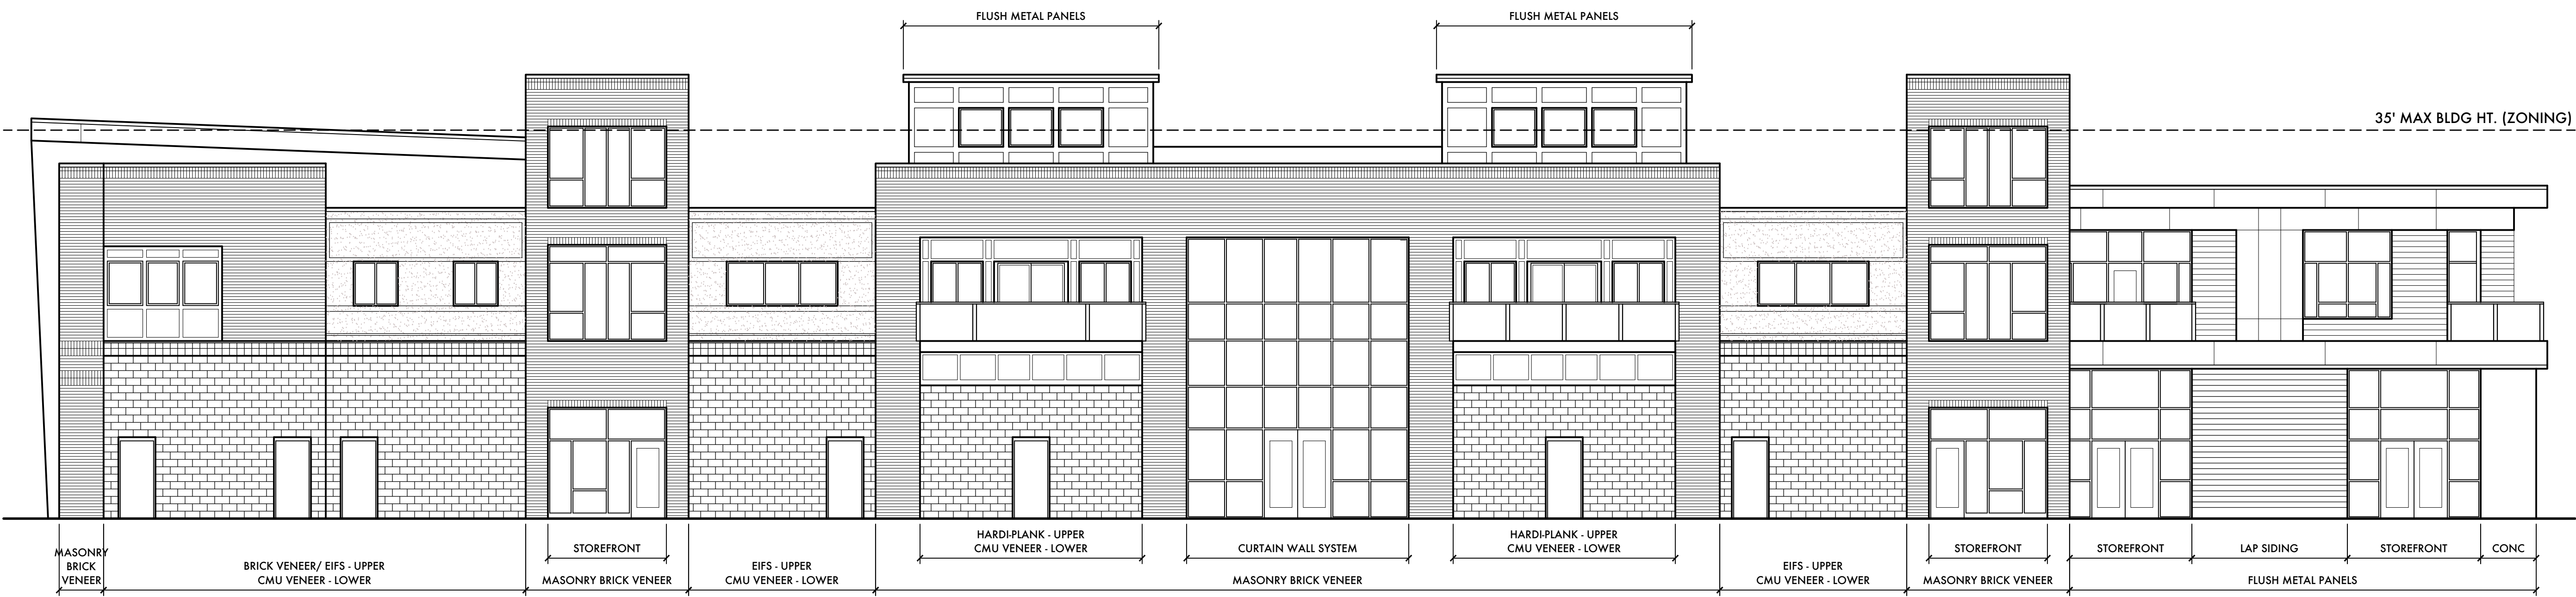 FLUSH METAL PANELS
FLUSH METAL PANELS
35' MAX BLDG HT. (ZONING)
MASONRY
BRICK
VENEER
BRICK VENEER/ EIFS - UPPER
CMU VENEER - LOWER
STOREFRONT
MASONRY BRICK VENEER
EIFS - UPPER
CMU VENEER - LOWER
HARDI-PLANK - UPPER
CMU VENEER - LOWER
CURTAIN WALL SYSTEM
HARDI-PLANK - UPPER
CMU VENEER - LOWER
MASONRY BRICK VENEER
EIFS - UPPER
CMU VENEER - LOWER
STOREFRONT
MASONRY BRICK VENEER
STOREFRONT
LAP SIDING
STOREFRONT
CONC
FLUSH METAL PANELS